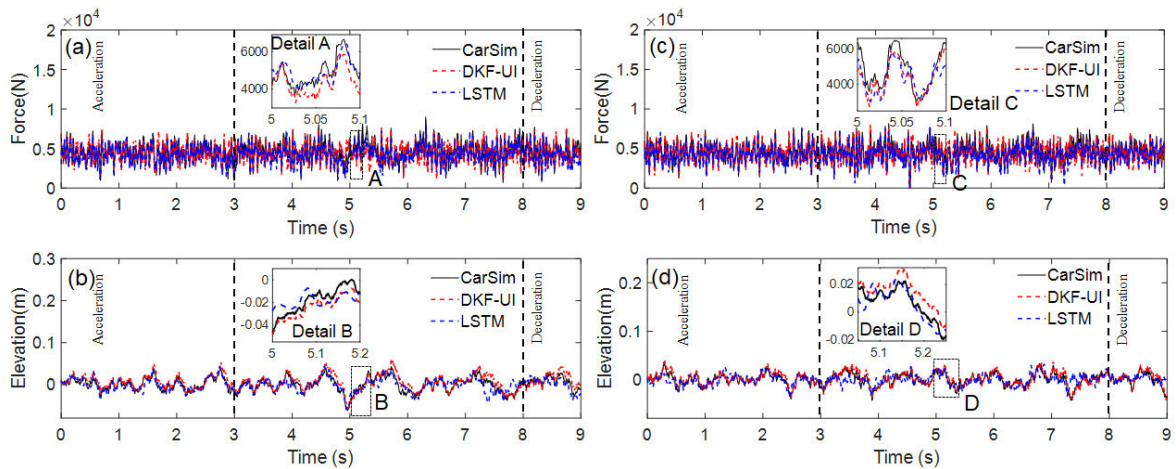 2 ×10⁴
(a)
Detail A
6000
4000
5 5.05 5.1
CarSim
DKF-UI
LSTM
Acceleration
Deceleration
Force(N)
1.5
1
0.5
0
A
0 1 2 3 4 5 6 7 8 9
Time (s)
2 ×10⁴
(c)
6000
4000
5 5.05 5.1
Detail C
CarSim
DKF-UI
LSTM
Acceleration
Deceleration
Force(N)
1.5
1
0.5
0
C
0 1 2 3 4 5 6 7 8 9
Time (s)
0.3
(b)
0
-0.02
-0.04
Detail B
5 5.1 5.2
CarSim
DKF-UI
LSTM
Acceleration
Deceleration
Elevation(m)
0.2
0.1
0
B
0 1 2 3 4 5 6 7 8 9
Time (s)
(d)
0.02
0
-0.02
Detail D
5.1 5.2
CarSim
DKF-UI
LSTM
Acceleration
Deceleration
Elevation(m)
0.2
0.1
0
D
0 1 2 3 4 5 6 7 8 9
Time (s)